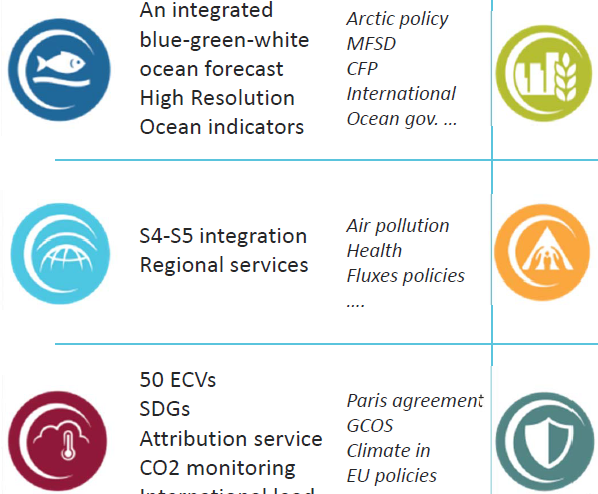 An integrated
blue-green-white
ocean forecast
High Resolution
Ocean indicators
Arctic policy
MFSD
CFP
International
Ocean gov. ...
S4-S5 integration
Regional services
Air pollution
Health
Fluxes policies
....
50 ECVs
SDGs
Attribution service
CO2 monitoring
International lead
Paris agreement
GCOS
Climate in
EU policies